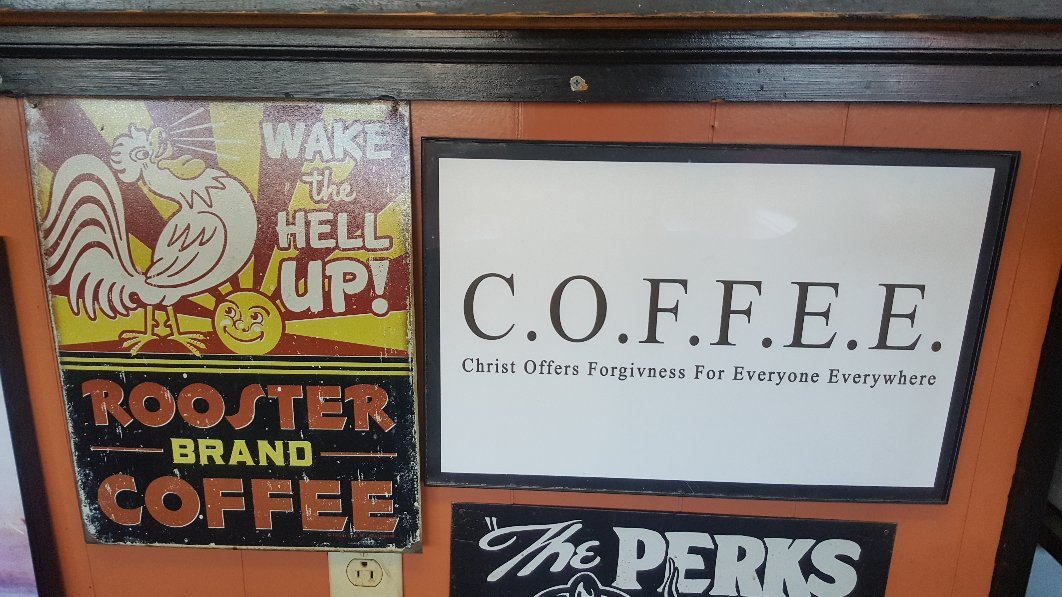 WAKE
the
HELL
UP!
ROOSTER
BRAND
COFFEE
C.O.F.F.E.E.
Christ Offers Forgivness For Everyone Everywhere
"The PERKS